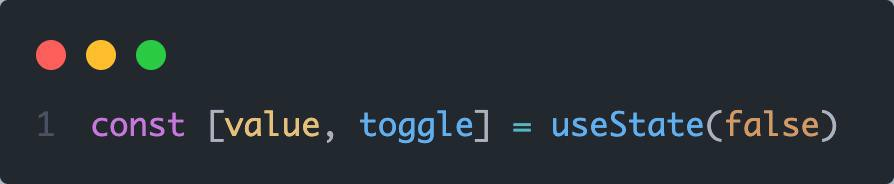 1 const [value, toggle] = useState(false)